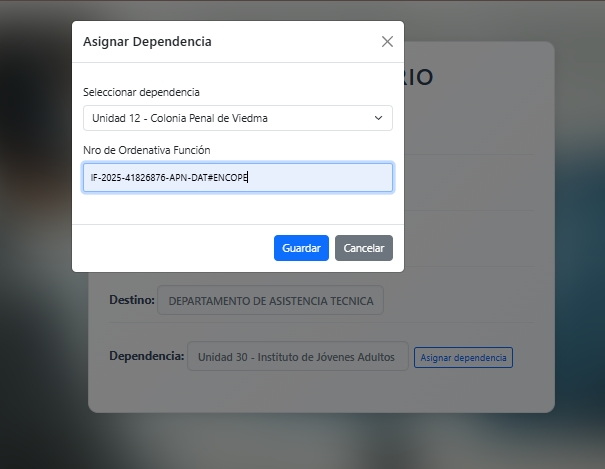 Asignar Dependencia
RIO
Seleccionar dependencia
Unidad 12 - Colonia Penal de Viedma
Nro de Ordenativa Función
IF-2025-41826876-APN-DAT#ENCOPE
Guardar
Cancelar
Destino: DEPARTAMENTO DE ASISTENCIA TECNICA
Dependencia: Unidad 30 - Instituto de Jóvenes Adultos Asignar dependencia